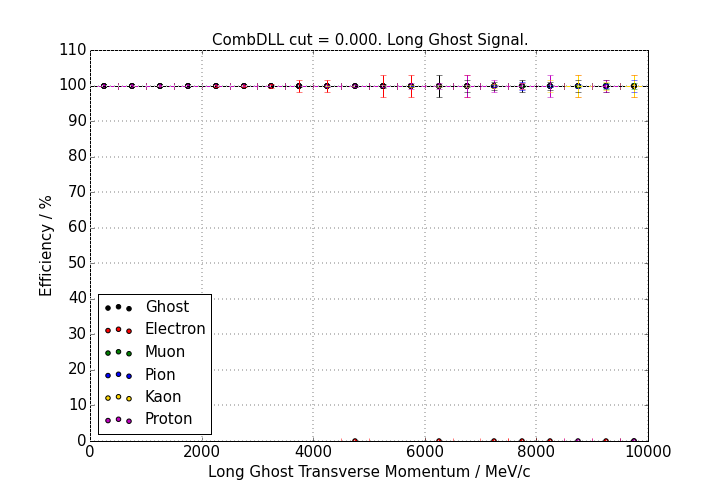 CombDLL cut = 0.000. Long Ghost Signal.
110
100
90
80
70
60
50
40
30
20
10
0
Efficiency / %
Ghost
Electron
Muon
Pion
Kaon
Proton
0 2000 4000 6000 8000 10000
Long Ghost Transverse Momentum / MeV/c